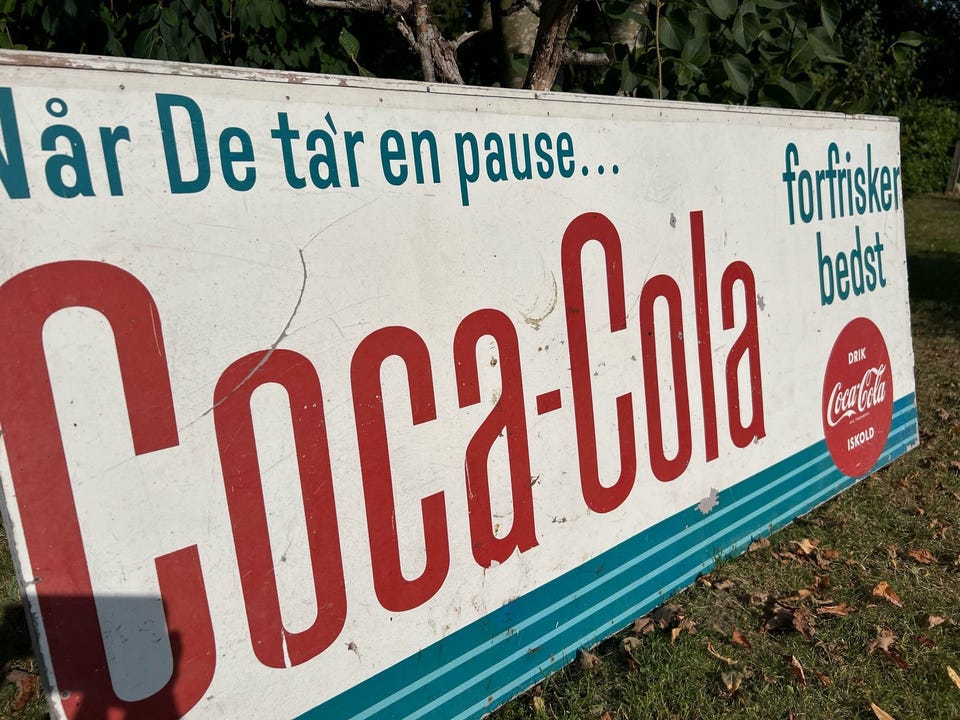 Når De ta'r en pause...
forfrisker
bedst
Coca-Cola
DRIK
Coca-Cola
ISKOLD